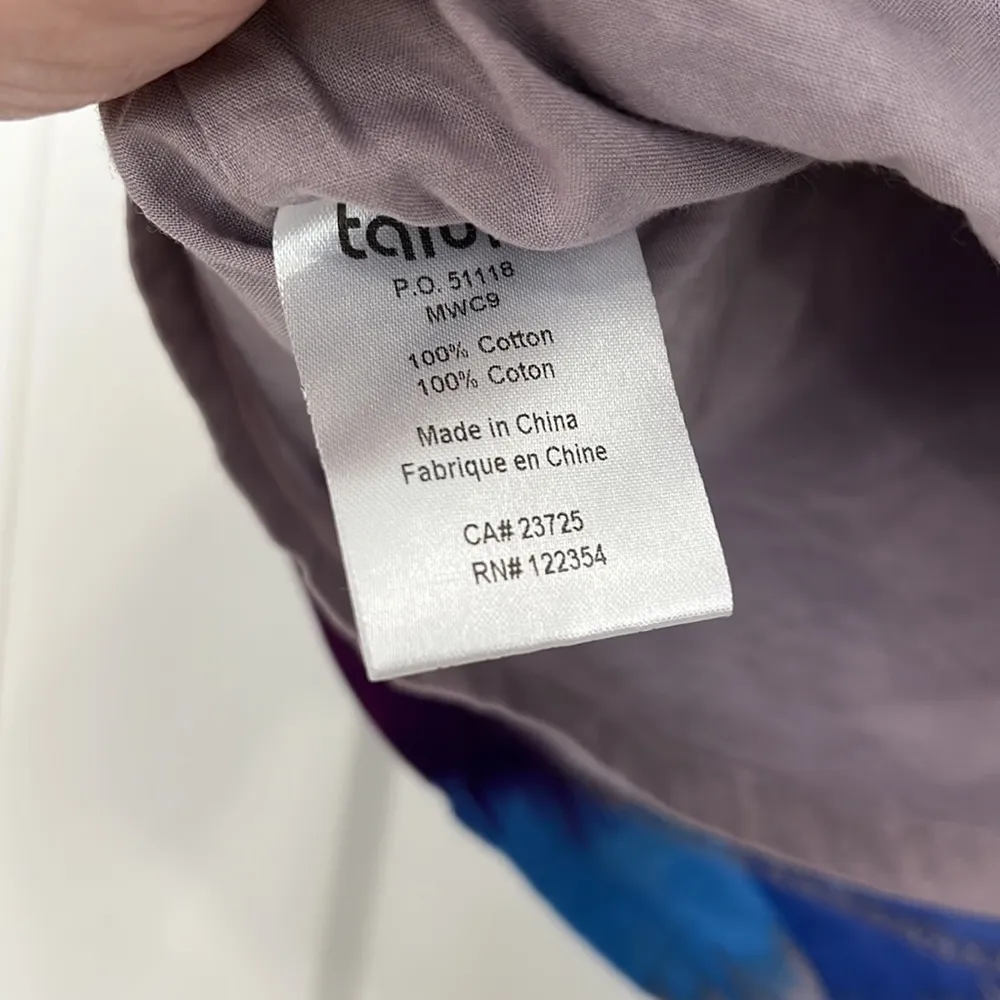 P.O. 51118
MWC9
100% Cotton
100% Coton
Made in China
Fabrique en Chine
CA# 23725
RN# 122354